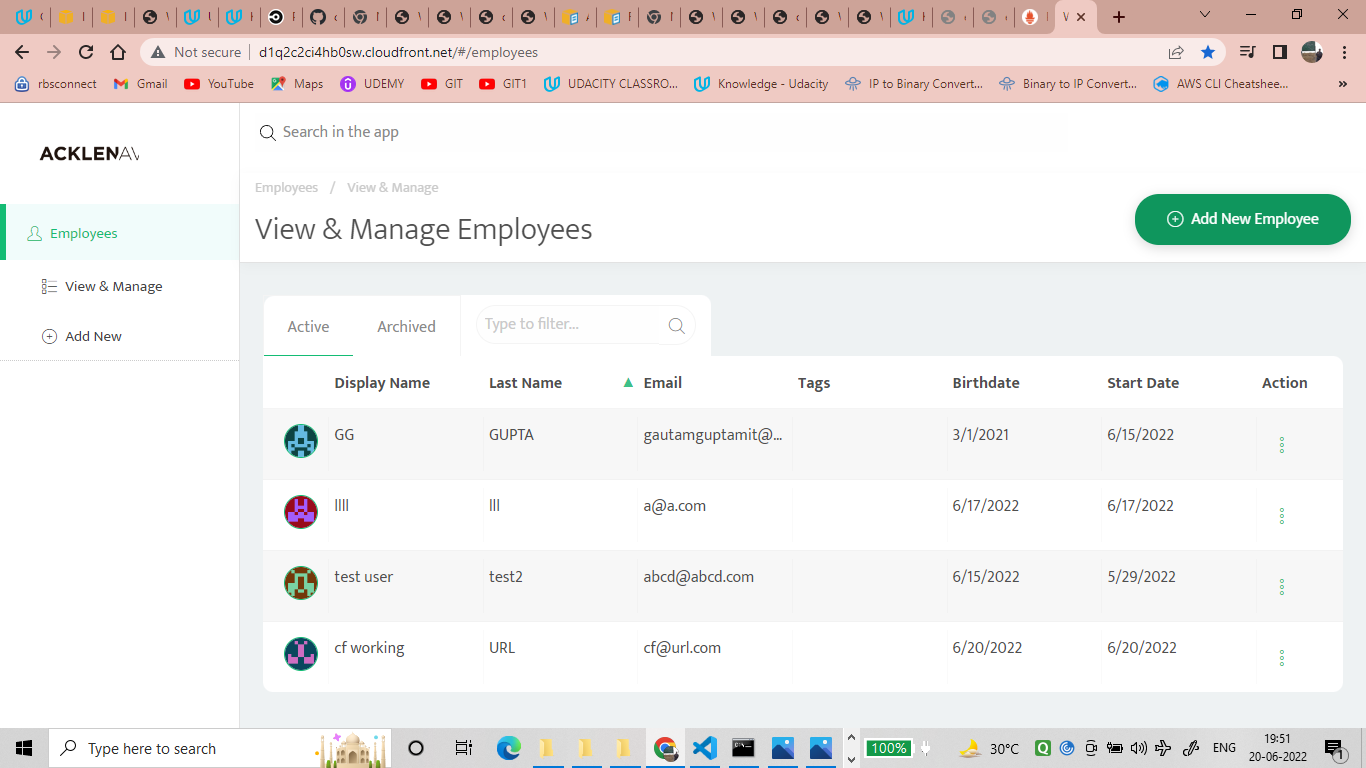 Not secure
d1q2c2ci4hb0sw.cloudfront.net/#/employees
rbsconnect
Gmail
YouTube
Maps
UDEMY
GIT
GIT1
UDACITY CLASSRO...
Knowledge - Udacity
IP to Binary Convert...
Binary to IP Convert...
AWS CLI Cheatshee...
»
ACKLENAV
Search in the app
Employees / View & Manage
View & Manage Employees
Add New Employee
Employees
View & Manage
Add New
Active
Archived
Type to filter...
Display Name Last Name ▲ Email Tags Birthdate Start Date Action
GG GUPTA gautamguptamit@... 3/1/2021 6/15/2022
llll lll a@a.com 6/17/2022 6/17/2022
test user test2 abcd@abcd.com 6/15/2022 5/29/2022
cf working URL cf@url.com 6/20/2022 6/20/2022
Type here to search
100%
30°C
ENG
19:51
20-06-2022
1